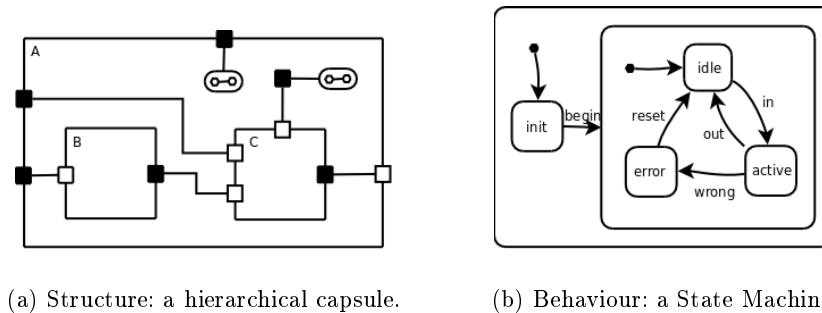 A
B
C
idle
init
begin
reset
in
out
error
active
wrong
(a) Structure: a hierarchical capsule.
(b) Behaviour: a State Machin